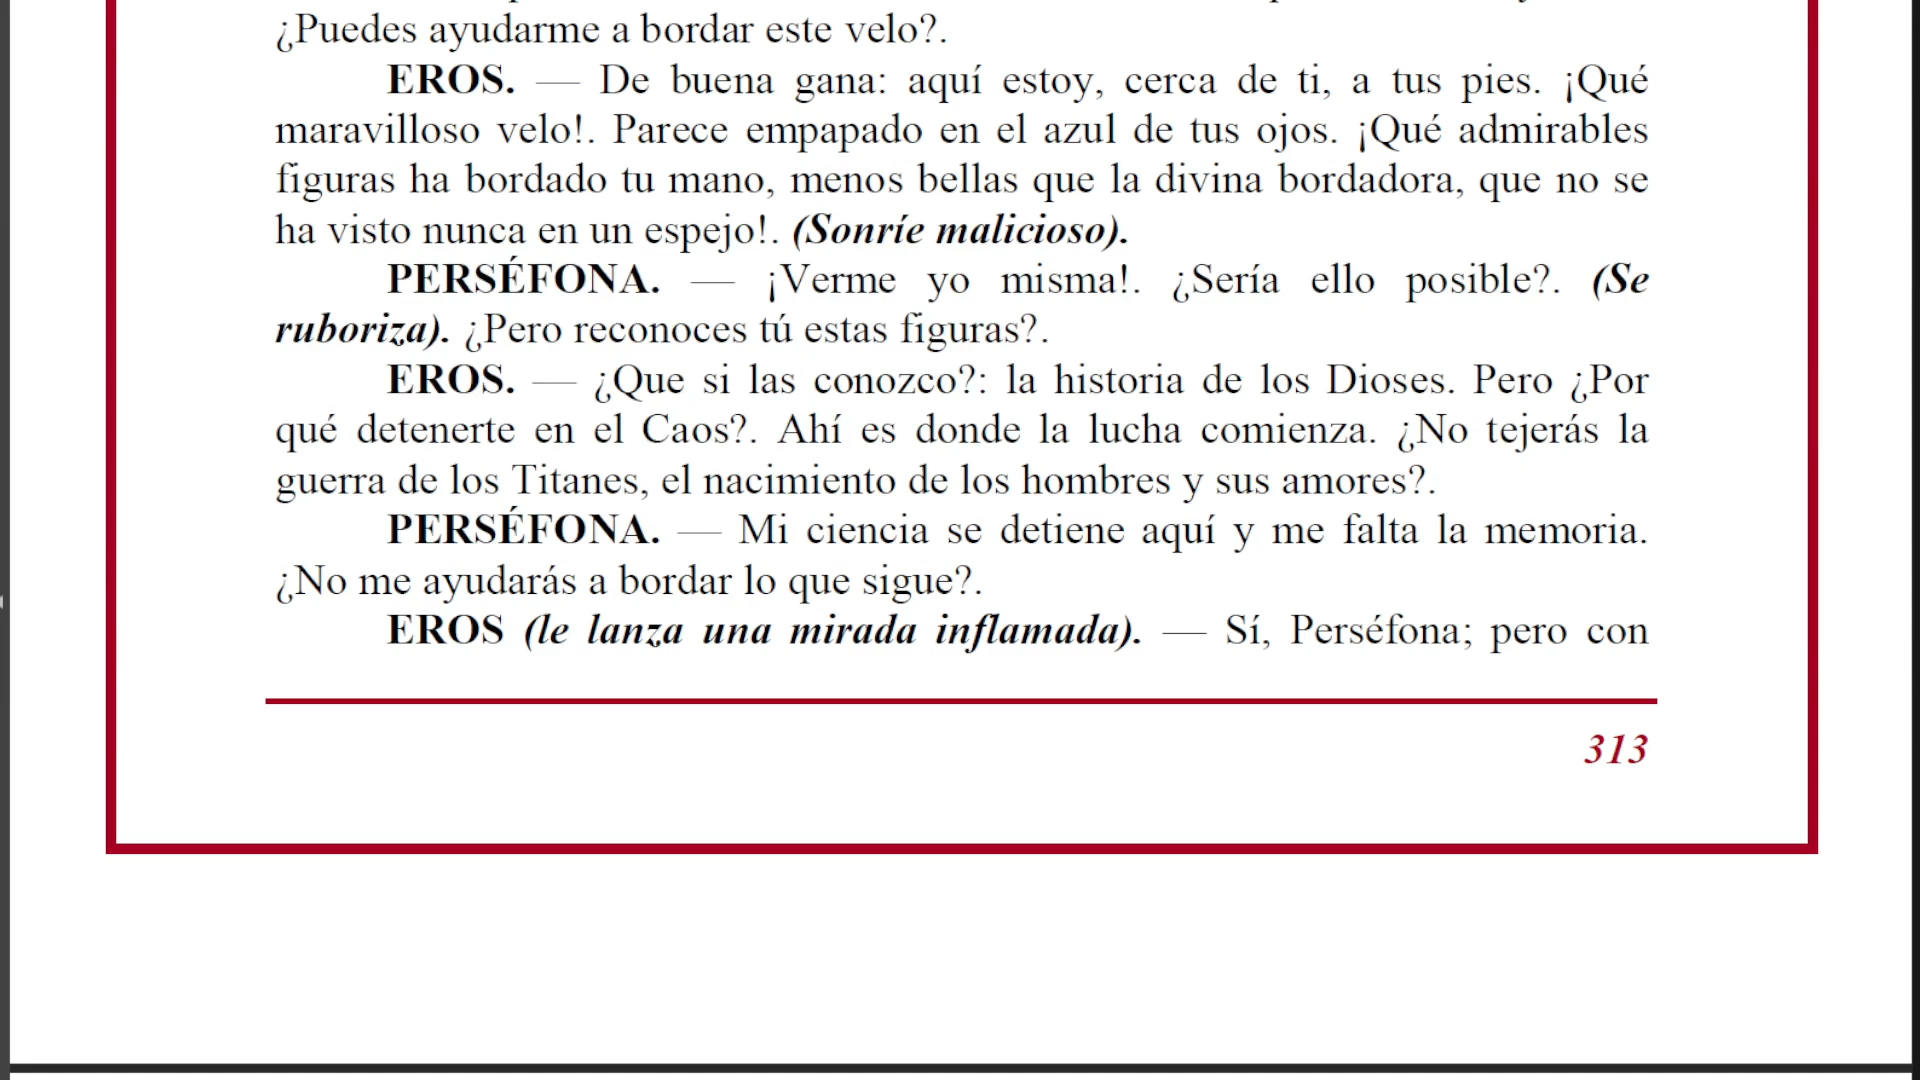 ¿Puedes ayudarme a bordar este velo?.
EROS. — De buena gana: aquí estoy, cerca de ti, a tus pies. ¡Qué
maravilloso velo!. Parece empapado en el azul de tus ojos. ¡Qué admirables
figuras ha bordado tu mano, menos bellas que la divina bordadora, que no se
ha visto nunca en un espejo!. (Sonríe malicioso).
PERSÉFONA. — ¡Verme yo misma!. ¿Sería ello posible?. (Se
ruboriza). ¿Pero reconoces tú estas figuras?.
EROS. — ¿Que si las conozco?: la historia de los Dioses. Pero ¿Por
qué detenerte en el Caos?. Ahí es donde la lucha comienza. ¿No tejerás la
guerra de los Titanes, el nacimiento de los hombres y sus amores?.
PERSÉFONA. — Mi ciencia se detiene aquí y me falta la memoria.
¿No me ayudarás a bordar lo que sigue?.
EROS (le lanza una mirada inflamada). — Sí, Perséfona; pero con
313